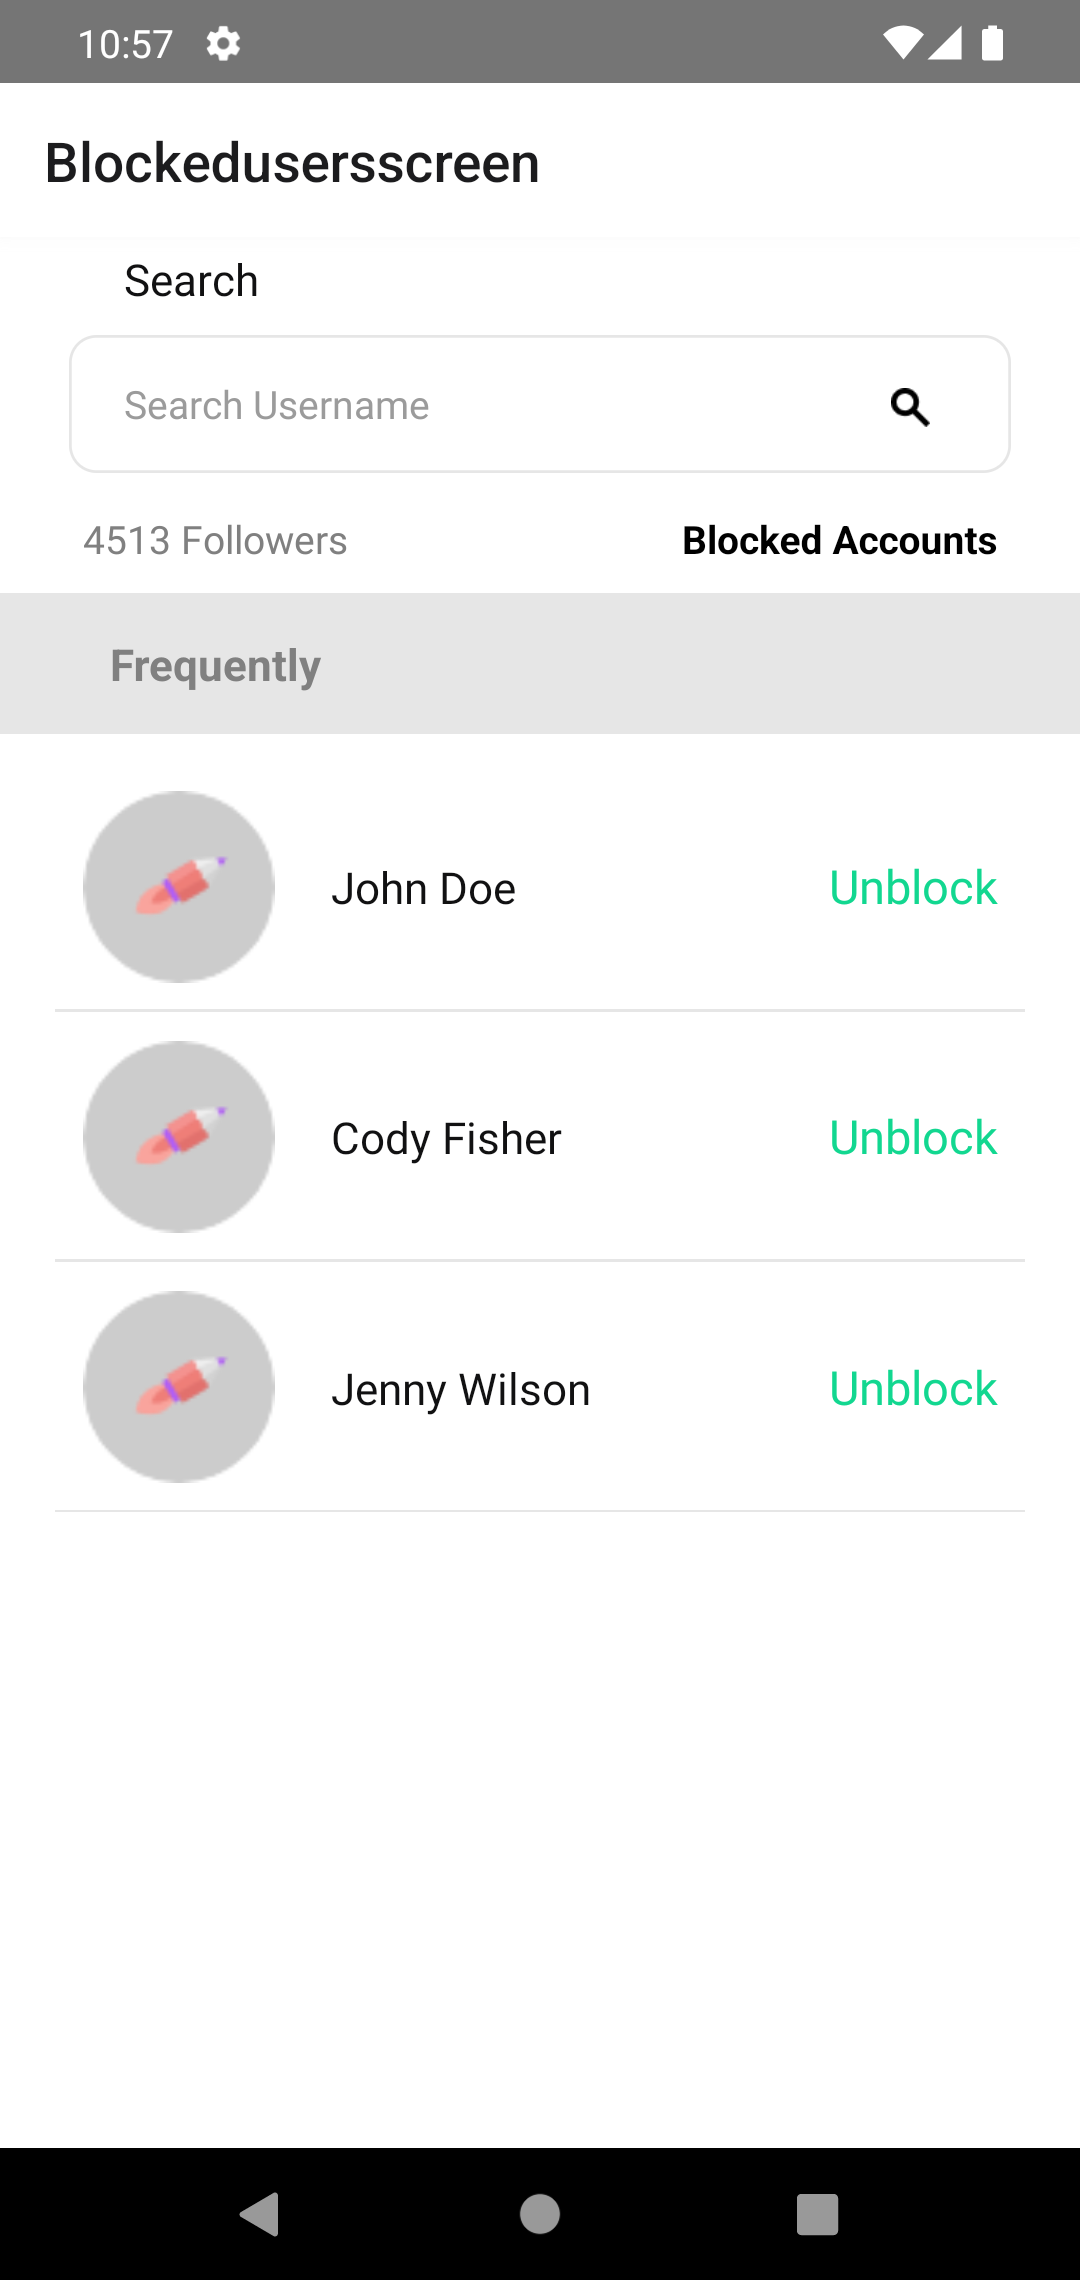 10:57
Blockedusersscreen
Search
Search Username
4513 Followers Blocked Accounts
Frequently
John Doe Unblock
Cody Fisher Unblock
Jenny Wilson Unblock